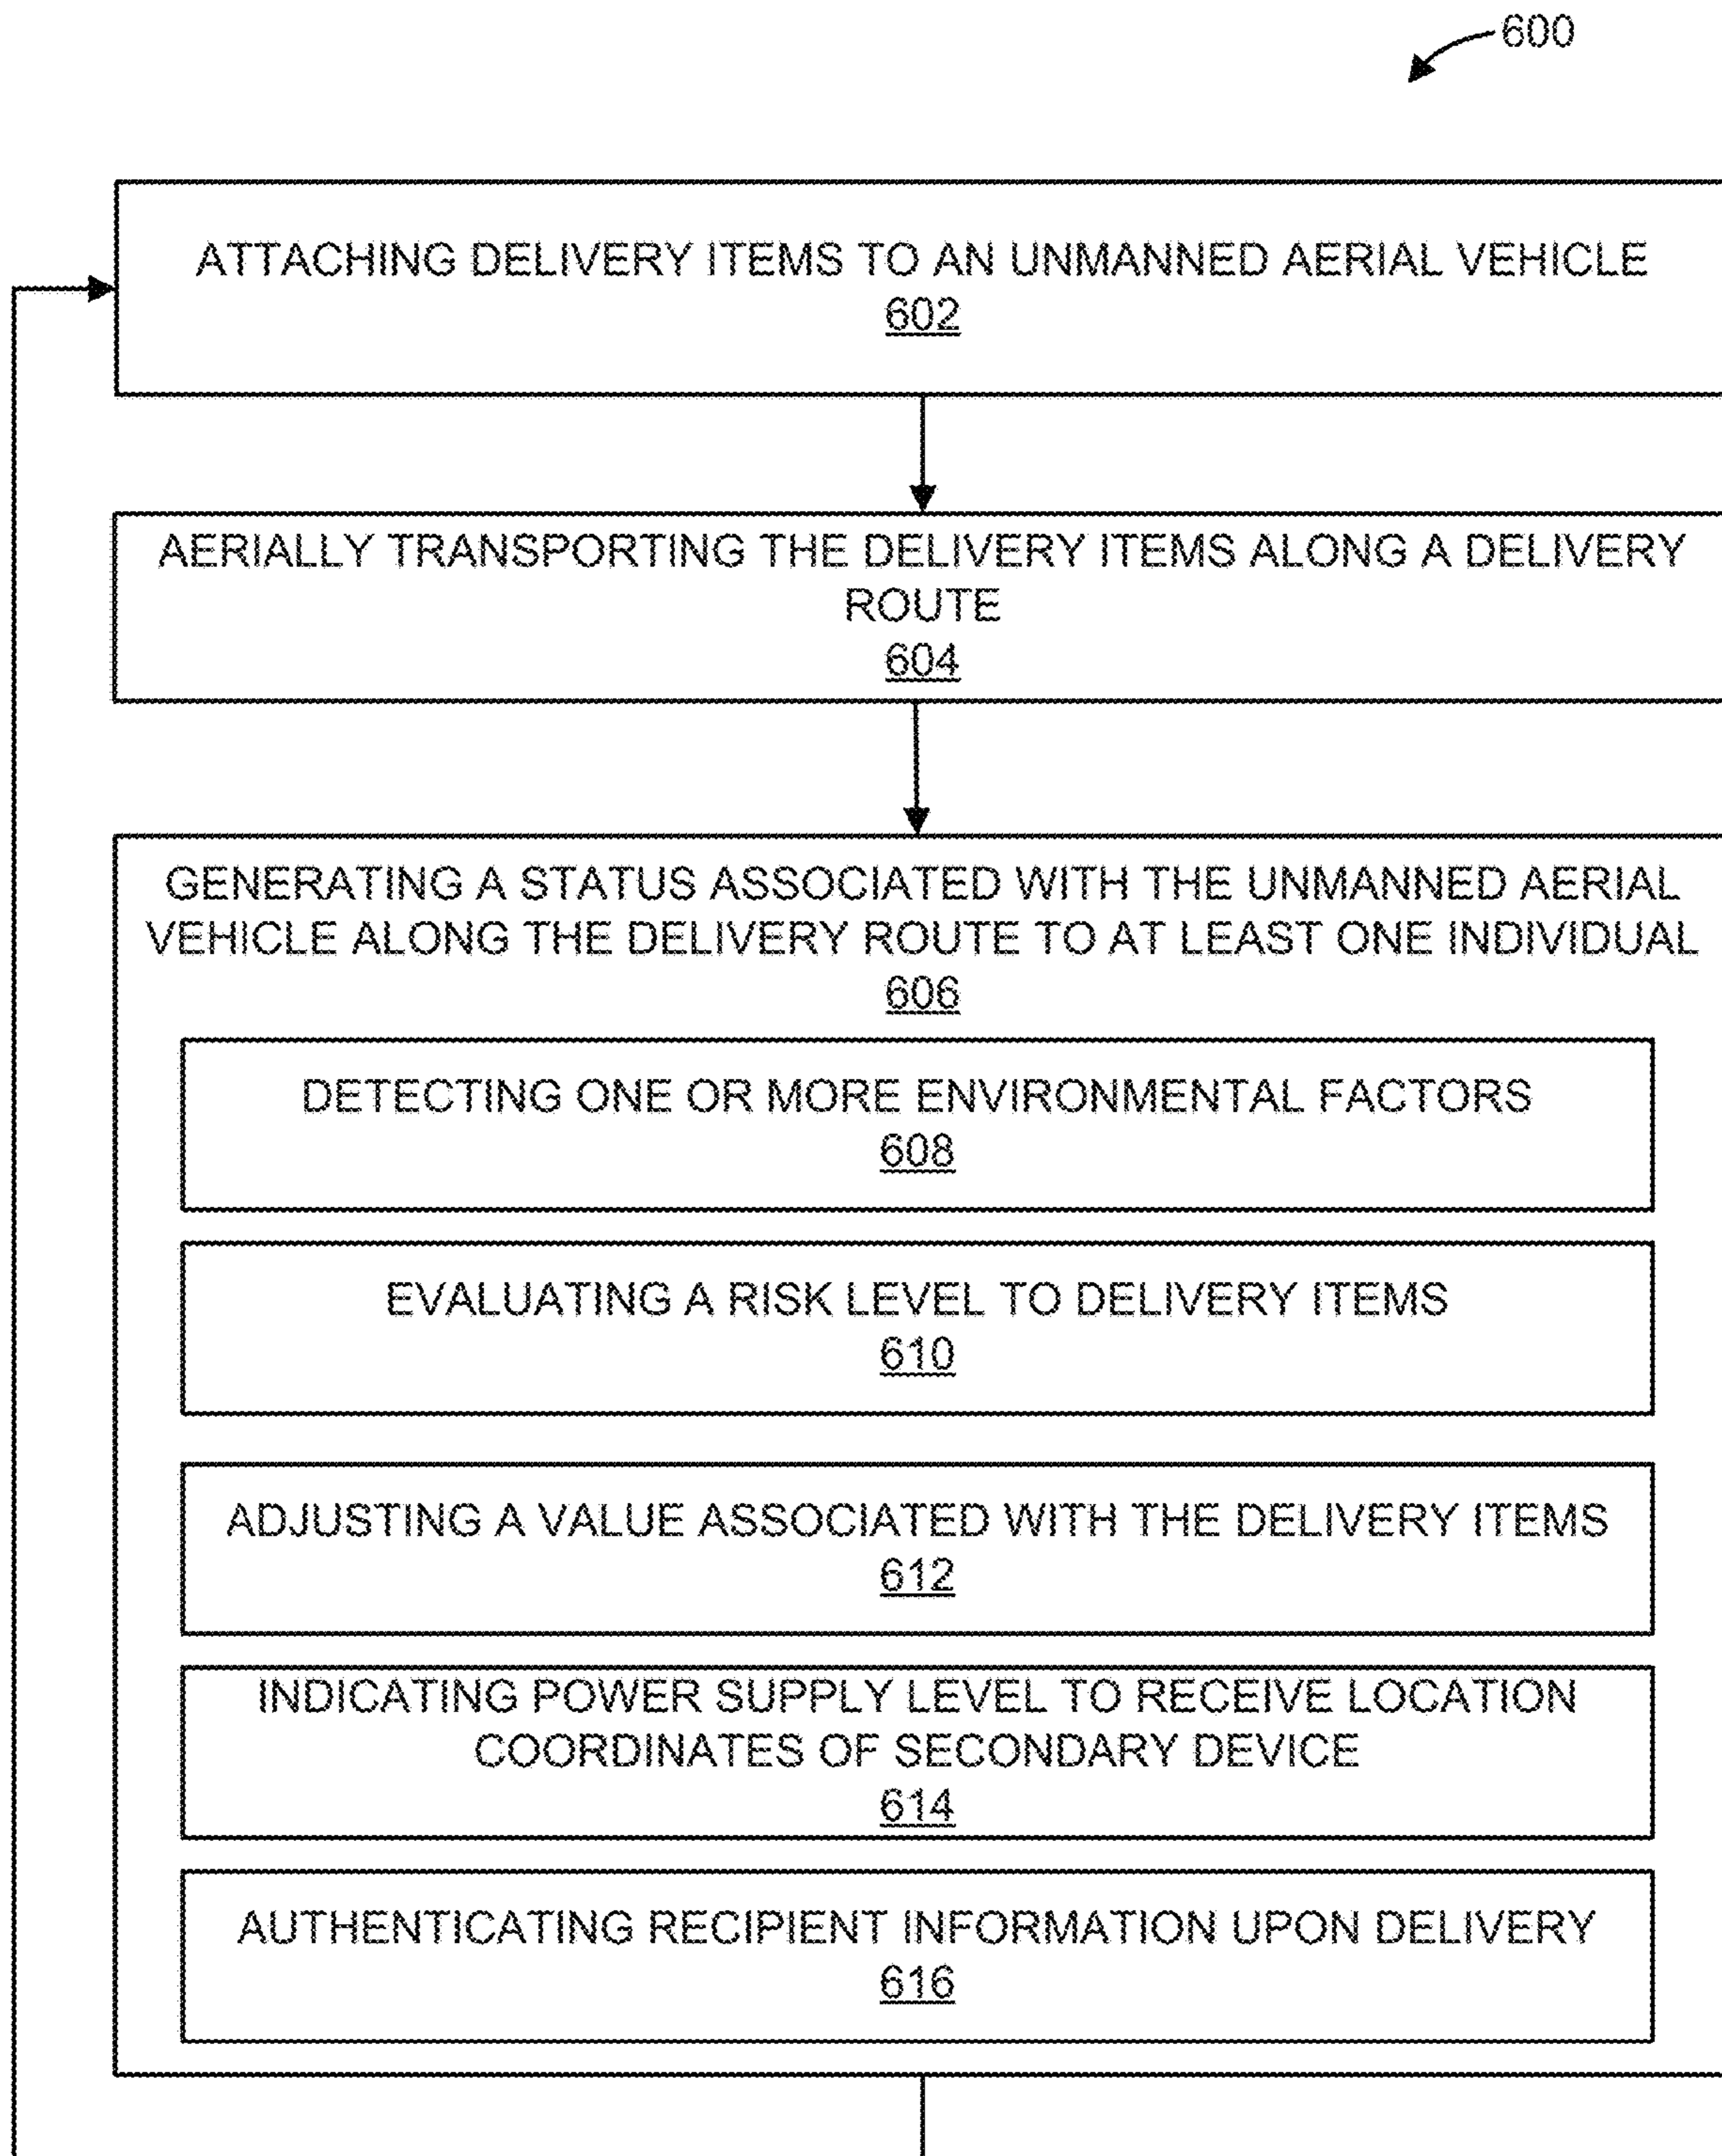 600
ATTACHING DELIVERY ITEMS TO AN UNMANNED AERIAL VEHICLE
602
AERIALLY TRANSPORTING THE DELIVERY ITEMS ALONG A DELIVERY
ROUTE
604
GENERATING A STATUS ASSOCIATED WITH THE UNMANNED AERIAL
VEHICLE ALONG THE DELIVERY ROUTE TO AT LEAST ONE INDIVIDUAL
606
DETECTING ONE OR MORE ENVIRONMENTAL FACTORS
608
EVALUATING A RISK LEVEL TO DELIVERY ITEMS
610
ADJUSTING A VALUE ASSOCIATED WITH THE DELIVERY ITEMS
612
INDICATING POWER SUPPLY LEVEL TO RECEIVE LOCATION
COORDINATES OF SECONDARY DEVICE
614
AUTHENTICATING RECIPIENT INFORMATION UPON DELIVERY
616